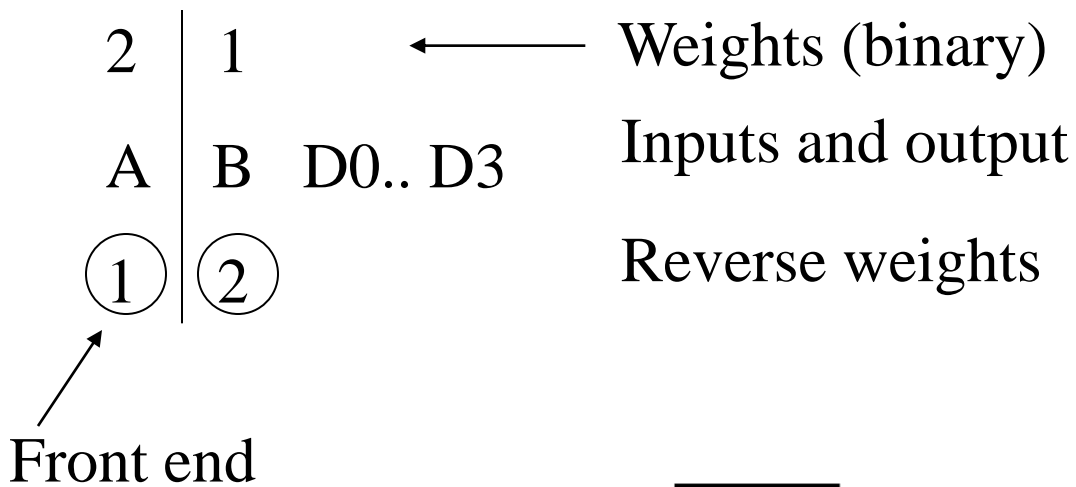 2 1 Weights (binary)
A B D0.. D3 Inputs and output
1 2 Reverse weights
Front end